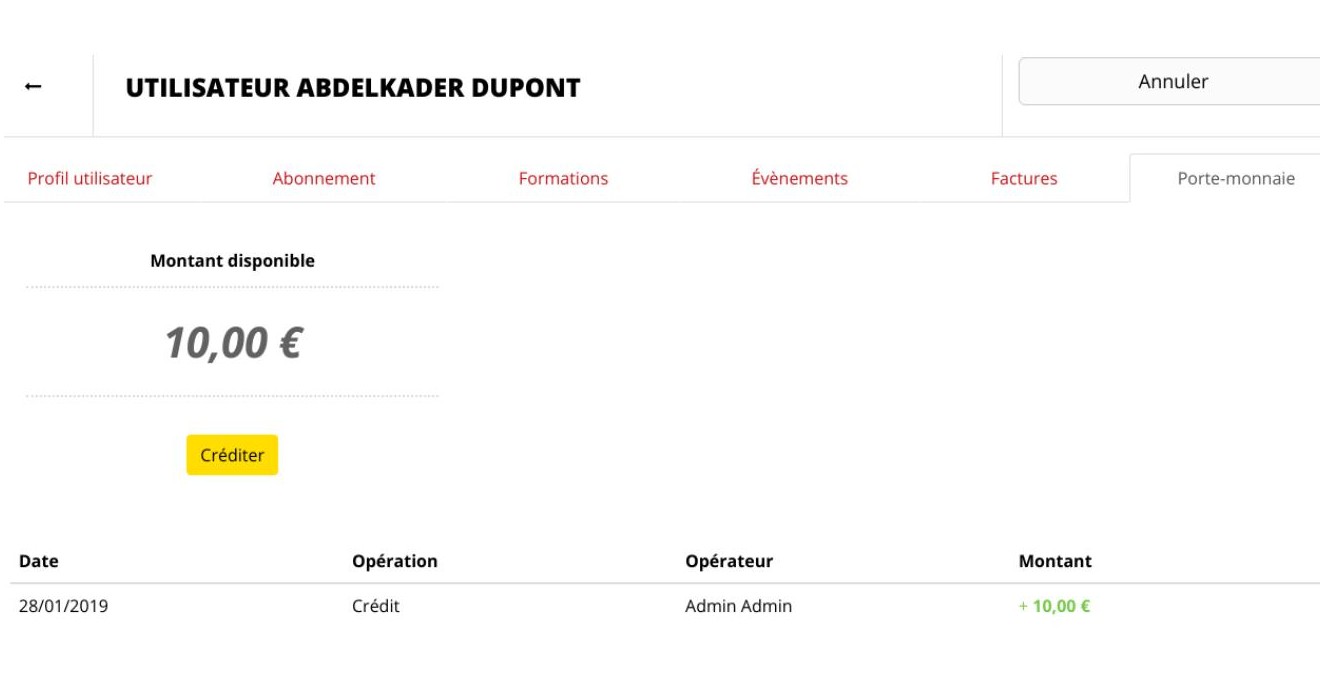 ←
UTILISATEUR ABDELKADER DUPONT
Annuler
Profil utilisateur Abonnement Formations Évènements Factures Porte-monnaie
Montant disponible
10,00 €
Créditer
Date Opération Opérateur Montant
28/01/2019 Crédit Admin Admin + 10,00 €